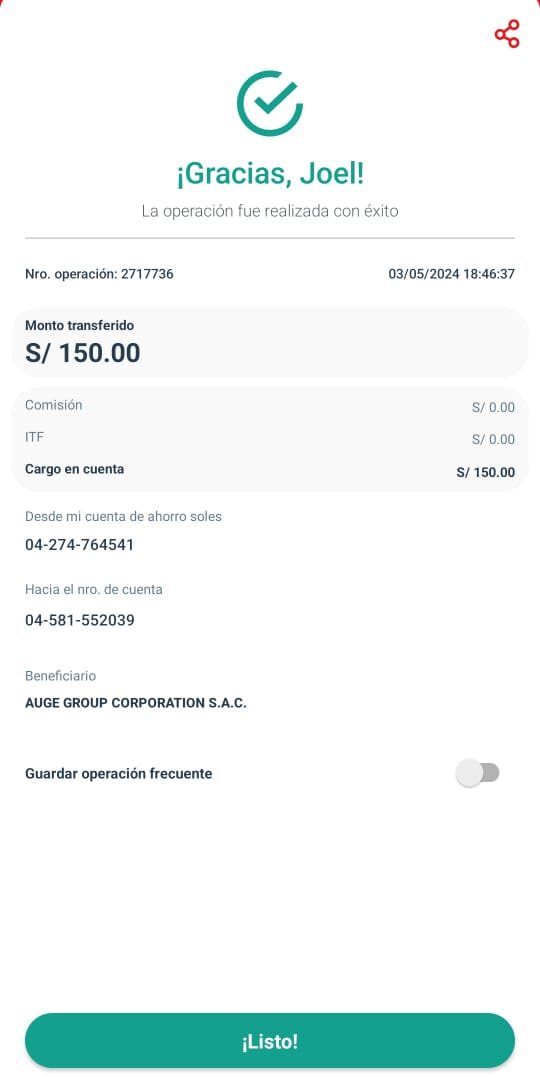 ¡Gracias, Joel!
La operación fue realizada con éxito
Nro. operación: 2717736 03/05/2024 18:46:37
Monto transferido
S/ 150.00
Comisión S/ 0.00
ITF S/ 0.00
Cargo en cuenta S/ 150.00
Desde mi cuenta de ahorro soles
04-274-764541
Hacia el nro. de cuenta
04-581-552039
Beneficiario
AUGE GROUP CORPORATION S.A.C.
Guardar operación frecuente
¡Listo!